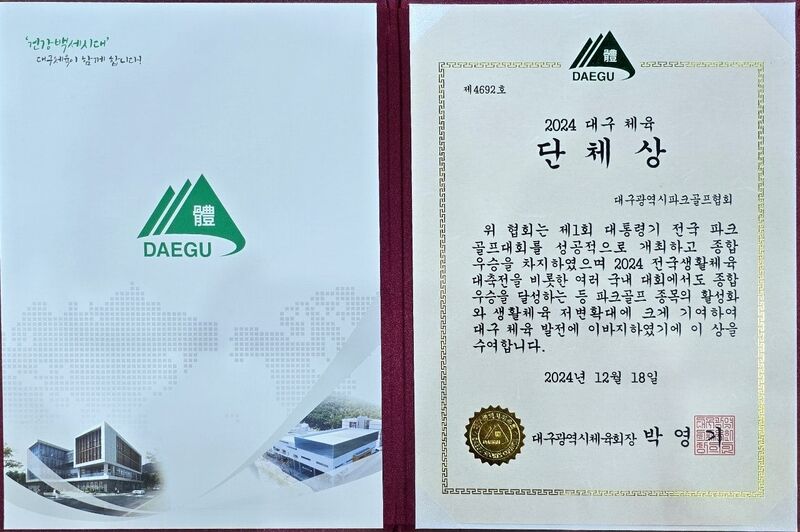 '건강백세시대'
대구체육이 함께 합니다!
體
DAEGU
體
DAEGU
제4692호
2024 대구 체육
단체상
대구광역시파크골프협회
위 협회는 제1회 대통령기 전국 파크
골프대회를 성공적으로 개최하고 종합
우승을 차지하였으며 2024 전국생활체육
대축전을 비롯한 여러 국내 대회에서도 종합
우승을 달성하는 등 파크골프 종목의 활성화
와 생활체육 저변확대에 크게 기여하여
대구 체육 발전에 이바지하였기에 이 상을
수여합니다.
2024년 12월 18일
DAEGU
대구광역시체육회장 박영기